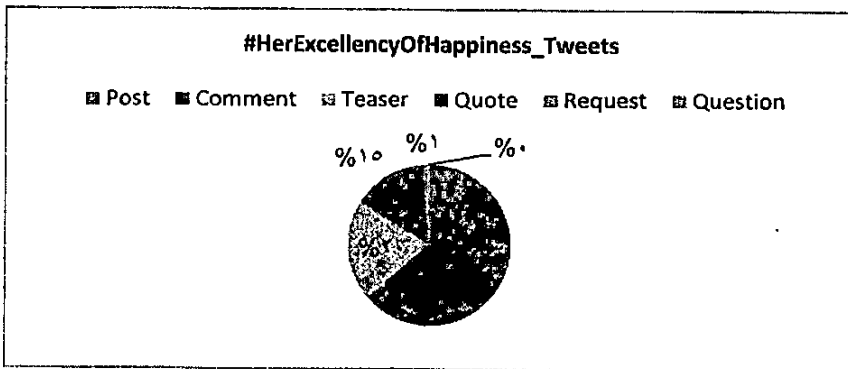 #HerExcellencyOfHappiness_Tweets
Post Comment Teaser Quote Request Question
%١٥ %١ %٠